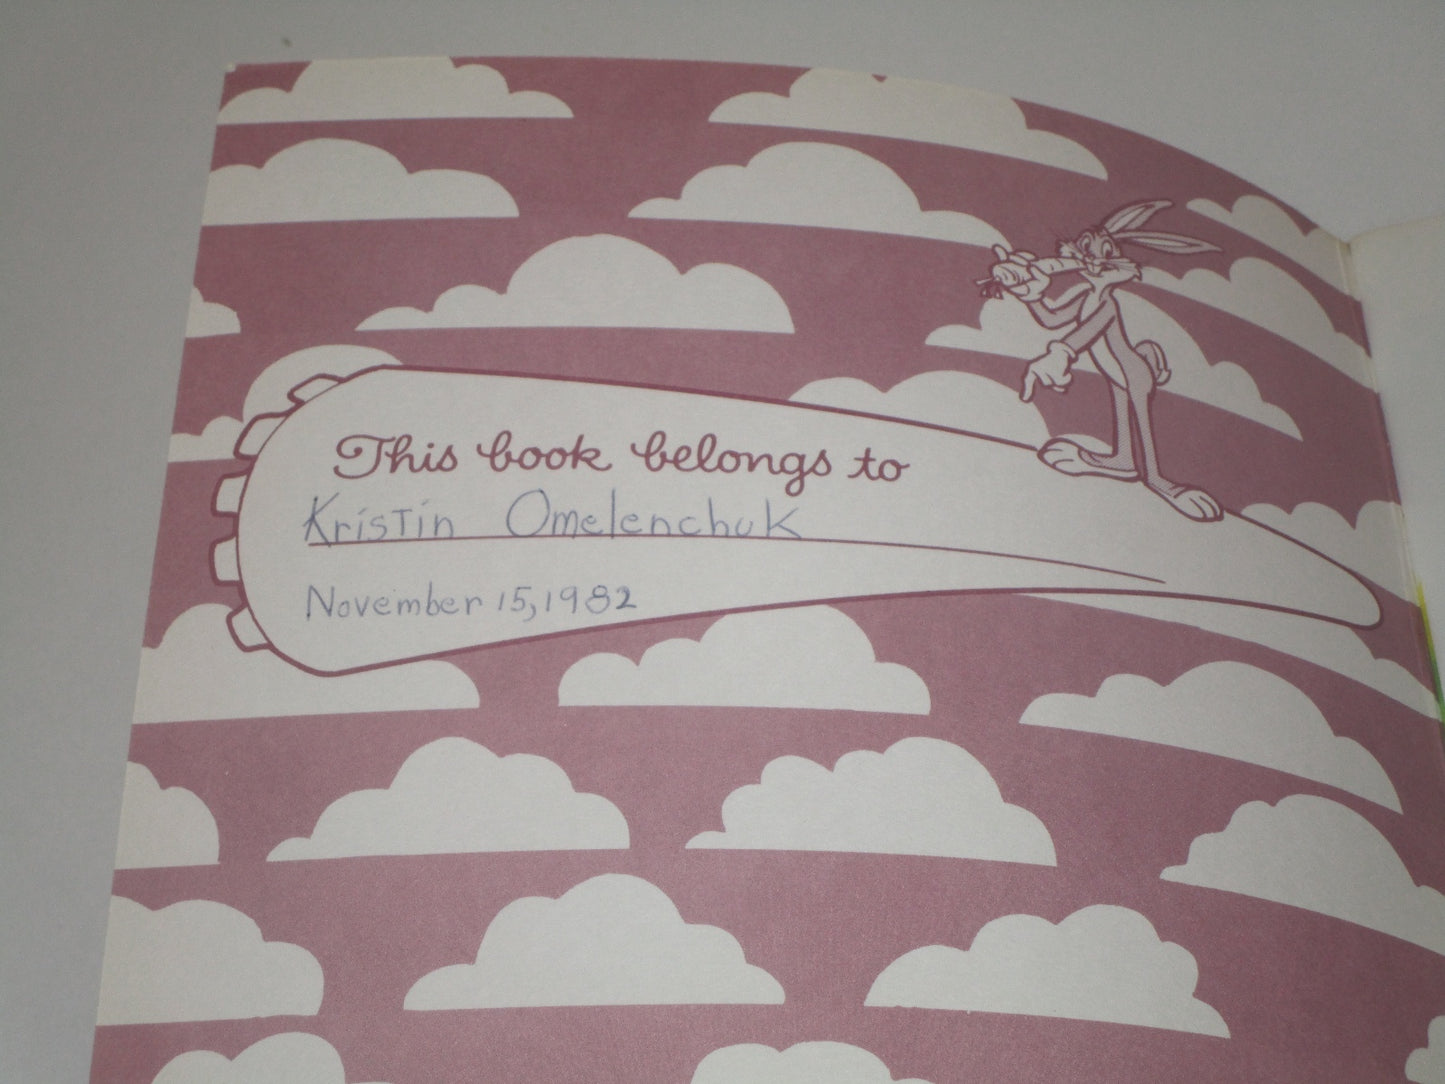 This book belongs to
Kristin Omelenchuk
November 15, 1982